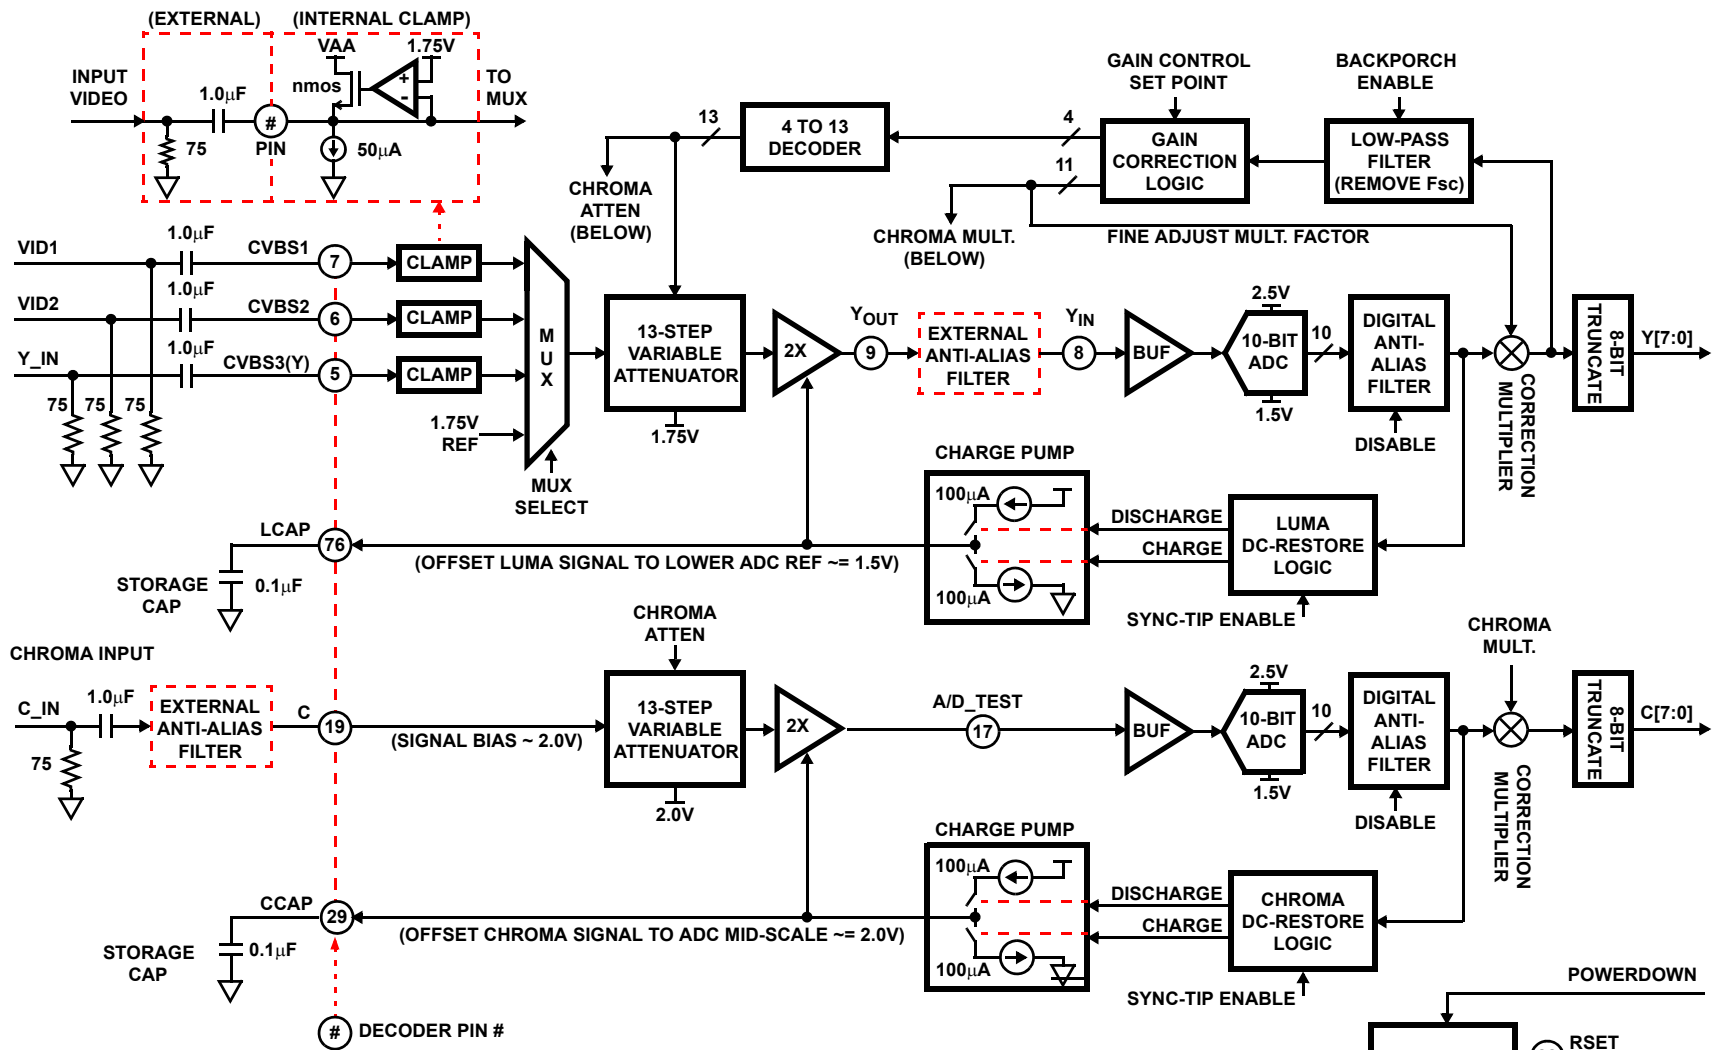 (EXTERNAL)
(INTERNAL CLAMP)
VAA
1.75V
INPUT
VIDEO
1.0µF
nmos
+
-
TO
MUX
#
PIN
75
50µA
GAIN CONTROL
SET POINT
BACKPORCH
ENABLE
13
4 TO 13
DECODER
4
11
GAIN
CORRECTION
LOGIC
LOW-PASS
FILTER
(REMOVE Fsc)
CHROMA
ATTEN
(BELOW)
CHROMA MULT.
(BELOW)
FINE ADJUST MULT. FACTOR
VID1
1.0µF
CVBS1
7
CLAMP
VID2
1.0µF
CVBS2
6
CLAMP
Y_IN
1.0µF
CVBS3(Y)
5
CLAMP
75
75
75
1.75V
REF
MUX
MUX
SELECT
13-STEP
VARIABLE
ATTENUATOR
1.75V
2X
YOUT
9
EXTERNAL
ANTI-ALIAS
FILTER
YIN
8
BUF
2.5V
10-BIT
ADC
1.5V
10
DIGITAL
ANTI-
ALIAS
FILTER
DISABLE
CORRECTION
MULTIPLIER
8-BIT
TRUNCATE
Y[7:0]
CHARGE PUMP
100µA
100µA
DISCHARGE
CHARGE
LUMA
DC-RESTORE
LOGIC
SYNC-TIP ENABLE
LCAP
76
(OFFSET LUMA SIGNAL TO LOWER ADC REF ~= 1.5V)
STORAGE
CAP
0.1µF
CHROMA
ATTEN
CHROMA
MULT.
CHROMA INPUT
C_IN
1.0µF
75
EXTERNAL
ANTI-ALIAS
FILTER
C
19
(SIGNAL BIAS ~ 2.0V)
13-STEP
VARIABLE
ATTENUATOR
2.0V
2X
A/D_TEST
17
BUF
2.5V
10-BIT
ADC
1.5V
10
DIGITAL
ANTI-
ALIAS
FILTER
DISABLE
CORRECTION
MULTIPLIER
8-BIT
TRUNCATE
C[7:0]
CHARGE PUMP
100µA
100µA
DISCHARGE
CHARGE
CHROMA
DC-RESTORE
LOGIC
SYNC-TIP ENABLE
CCAP
29
(OFFSET CHROMA SIGNAL TO ADC MID-SCALE ~= 2.0V)
STORAGE
CAP
0.1µF
# DECODER PIN #
POWERDOWN
RSET